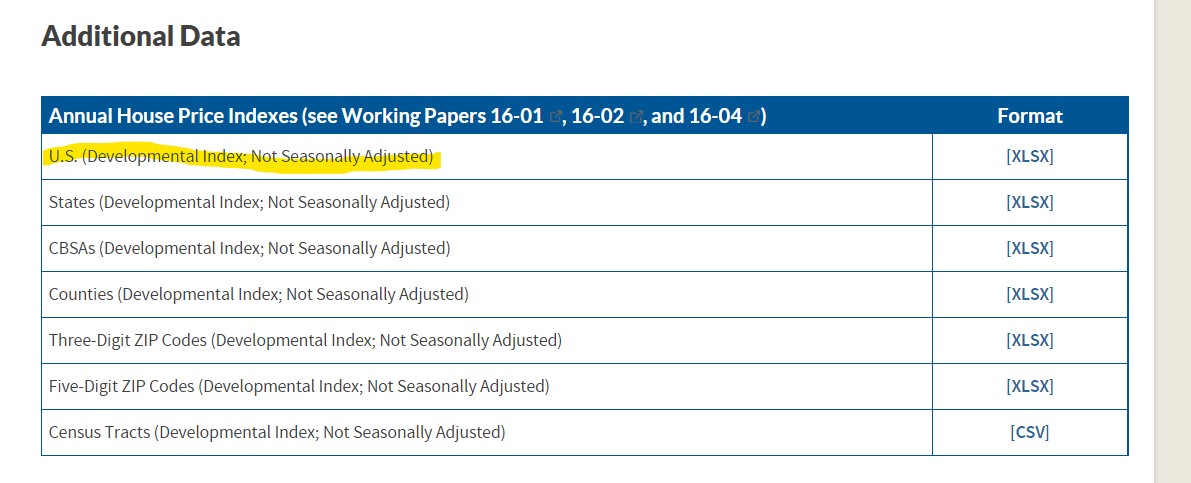 Additional Data
Annual House Price Indexes (see Working Papers 16-01 , 16-02 , and 16-04 ) Format
U.S. (Developmental Index; Not Seasonally Adjusted) [XLSX]
States (Developmental Index; Not Seasonally Adjusted) [XLSX]
CBSAs (Developmental Index; Not Seasonally Adjusted) [XLSX]
Counties (Developmental Index; Not Seasonally Adjusted) [XLSX]
Three-Digit ZIP Codes (Developmental Index; Not Seasonally Adjusted) [XLSX]
Five-Digit ZIP Codes (Developmental Index; Not Seasonally Adjusted) [XLSX]
Census Tracts (Developmental Index; Not Seasonally Adjusted) [CSV]